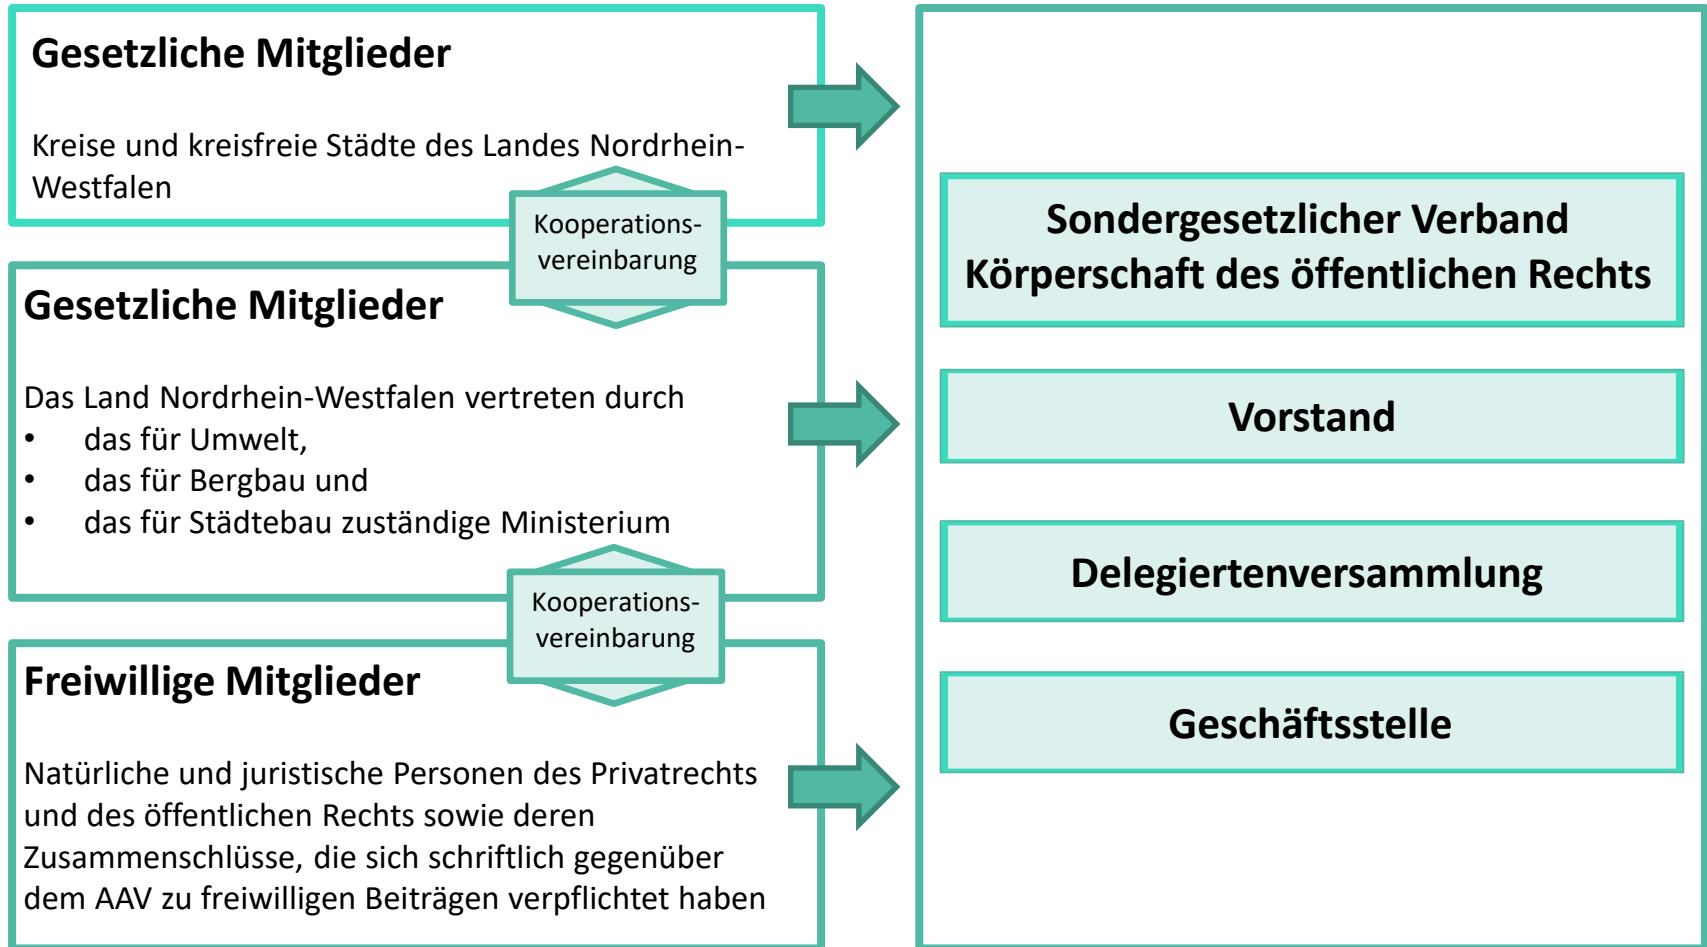 Gesetzliche Mitglieder
Kreise und kreisfreie Städte des Landes Nordrhein-
Westfalen
Kooperations-
vereinbarung
Gesetzliche Mitglieder
Das Land Nordrhein-Westfalen vertreten durch
• das für Umwelt,
• das für Bergbau und
• das für Städtebau zuständige Ministerium
Kooperations-
vereinbarung
Freiwillige Mitglieder
Natürliche und juristische Personen des Privatrechts
und des öffentlichen Rechts sowie deren
Zusammenschlüsse, die sich schriftlich gegenüber
dem AAV zu freiwilligen Beiträgen verpflichtet haben
Sondergesetzlicher Verband
Körperschaft des öffentlichen Rechts
Vorstand
Delegiertenversammlung
Geschäftsstelle